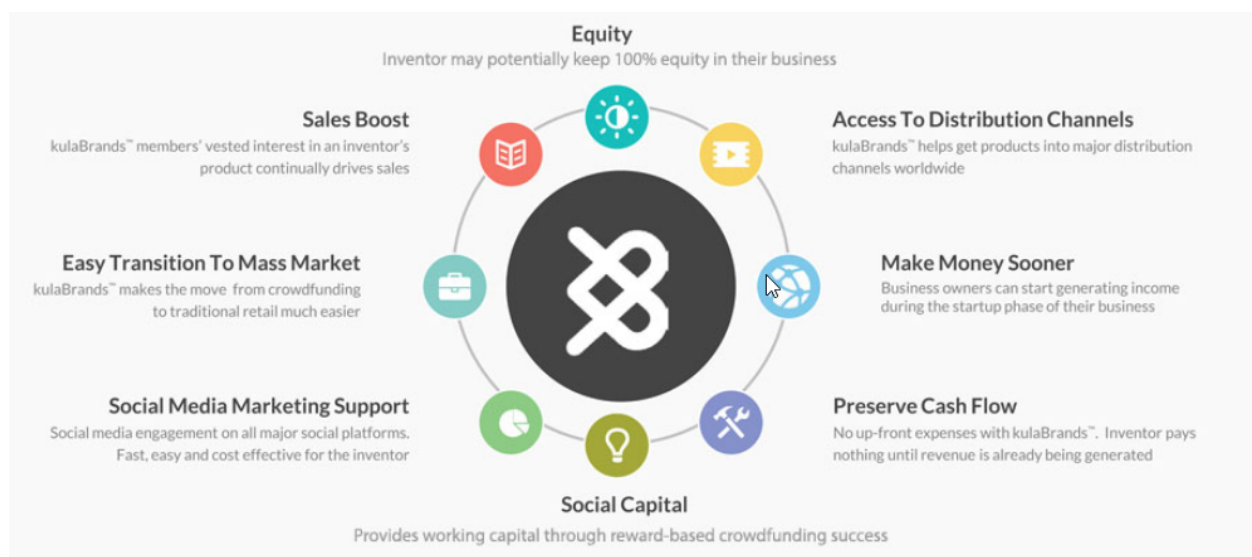 Equity
Inventor may potentially keep 100% equity in their business
Sales Boost
kulaBrands™ members' vested interest in an inventor's
product continually drives sales
Access To Distribution Channels
kulaBrands™ helps get products into major distribution
channels worldwide
Easy Transition To Mass Market
kulaBrands™ makes the move from crowdfunding
to traditional retail much easier
Make Money Sooner
Business owners can start generating income
during the startup phase of their business
Social Media Marketing Support
Social media engagement on all major social platforms.
Fast, easy and cost effective for the inventor
Preserve Cash Flow
No up-front expenses with kulaBrands™. Inventor pays
nothing until revenue is already being generated
Social Capital
Provides working capital through reward-based crowdfunding success